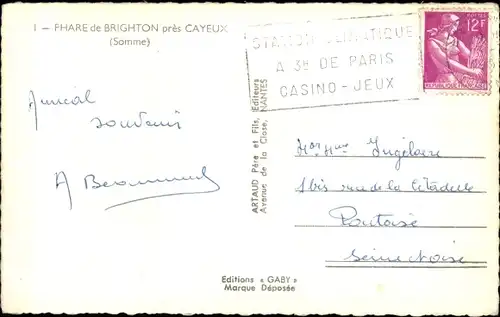 1 – PHARE de BRIGHTON près CAYEUX
(Somme)
STATION CLIMATIQUE
A 3h DE PARIS
CASINO - JEUX
12F
REPUBLIQUE FRANÇAISE
Amical
souvenir
A
ARTAUD Père et Fils, Editeurs
Avenue de la Close, NANTES
Ingelaere
1bis rue de la Citadelle
Pontoise
Seine et Oise
Editions « GABY »
Marque Déposée